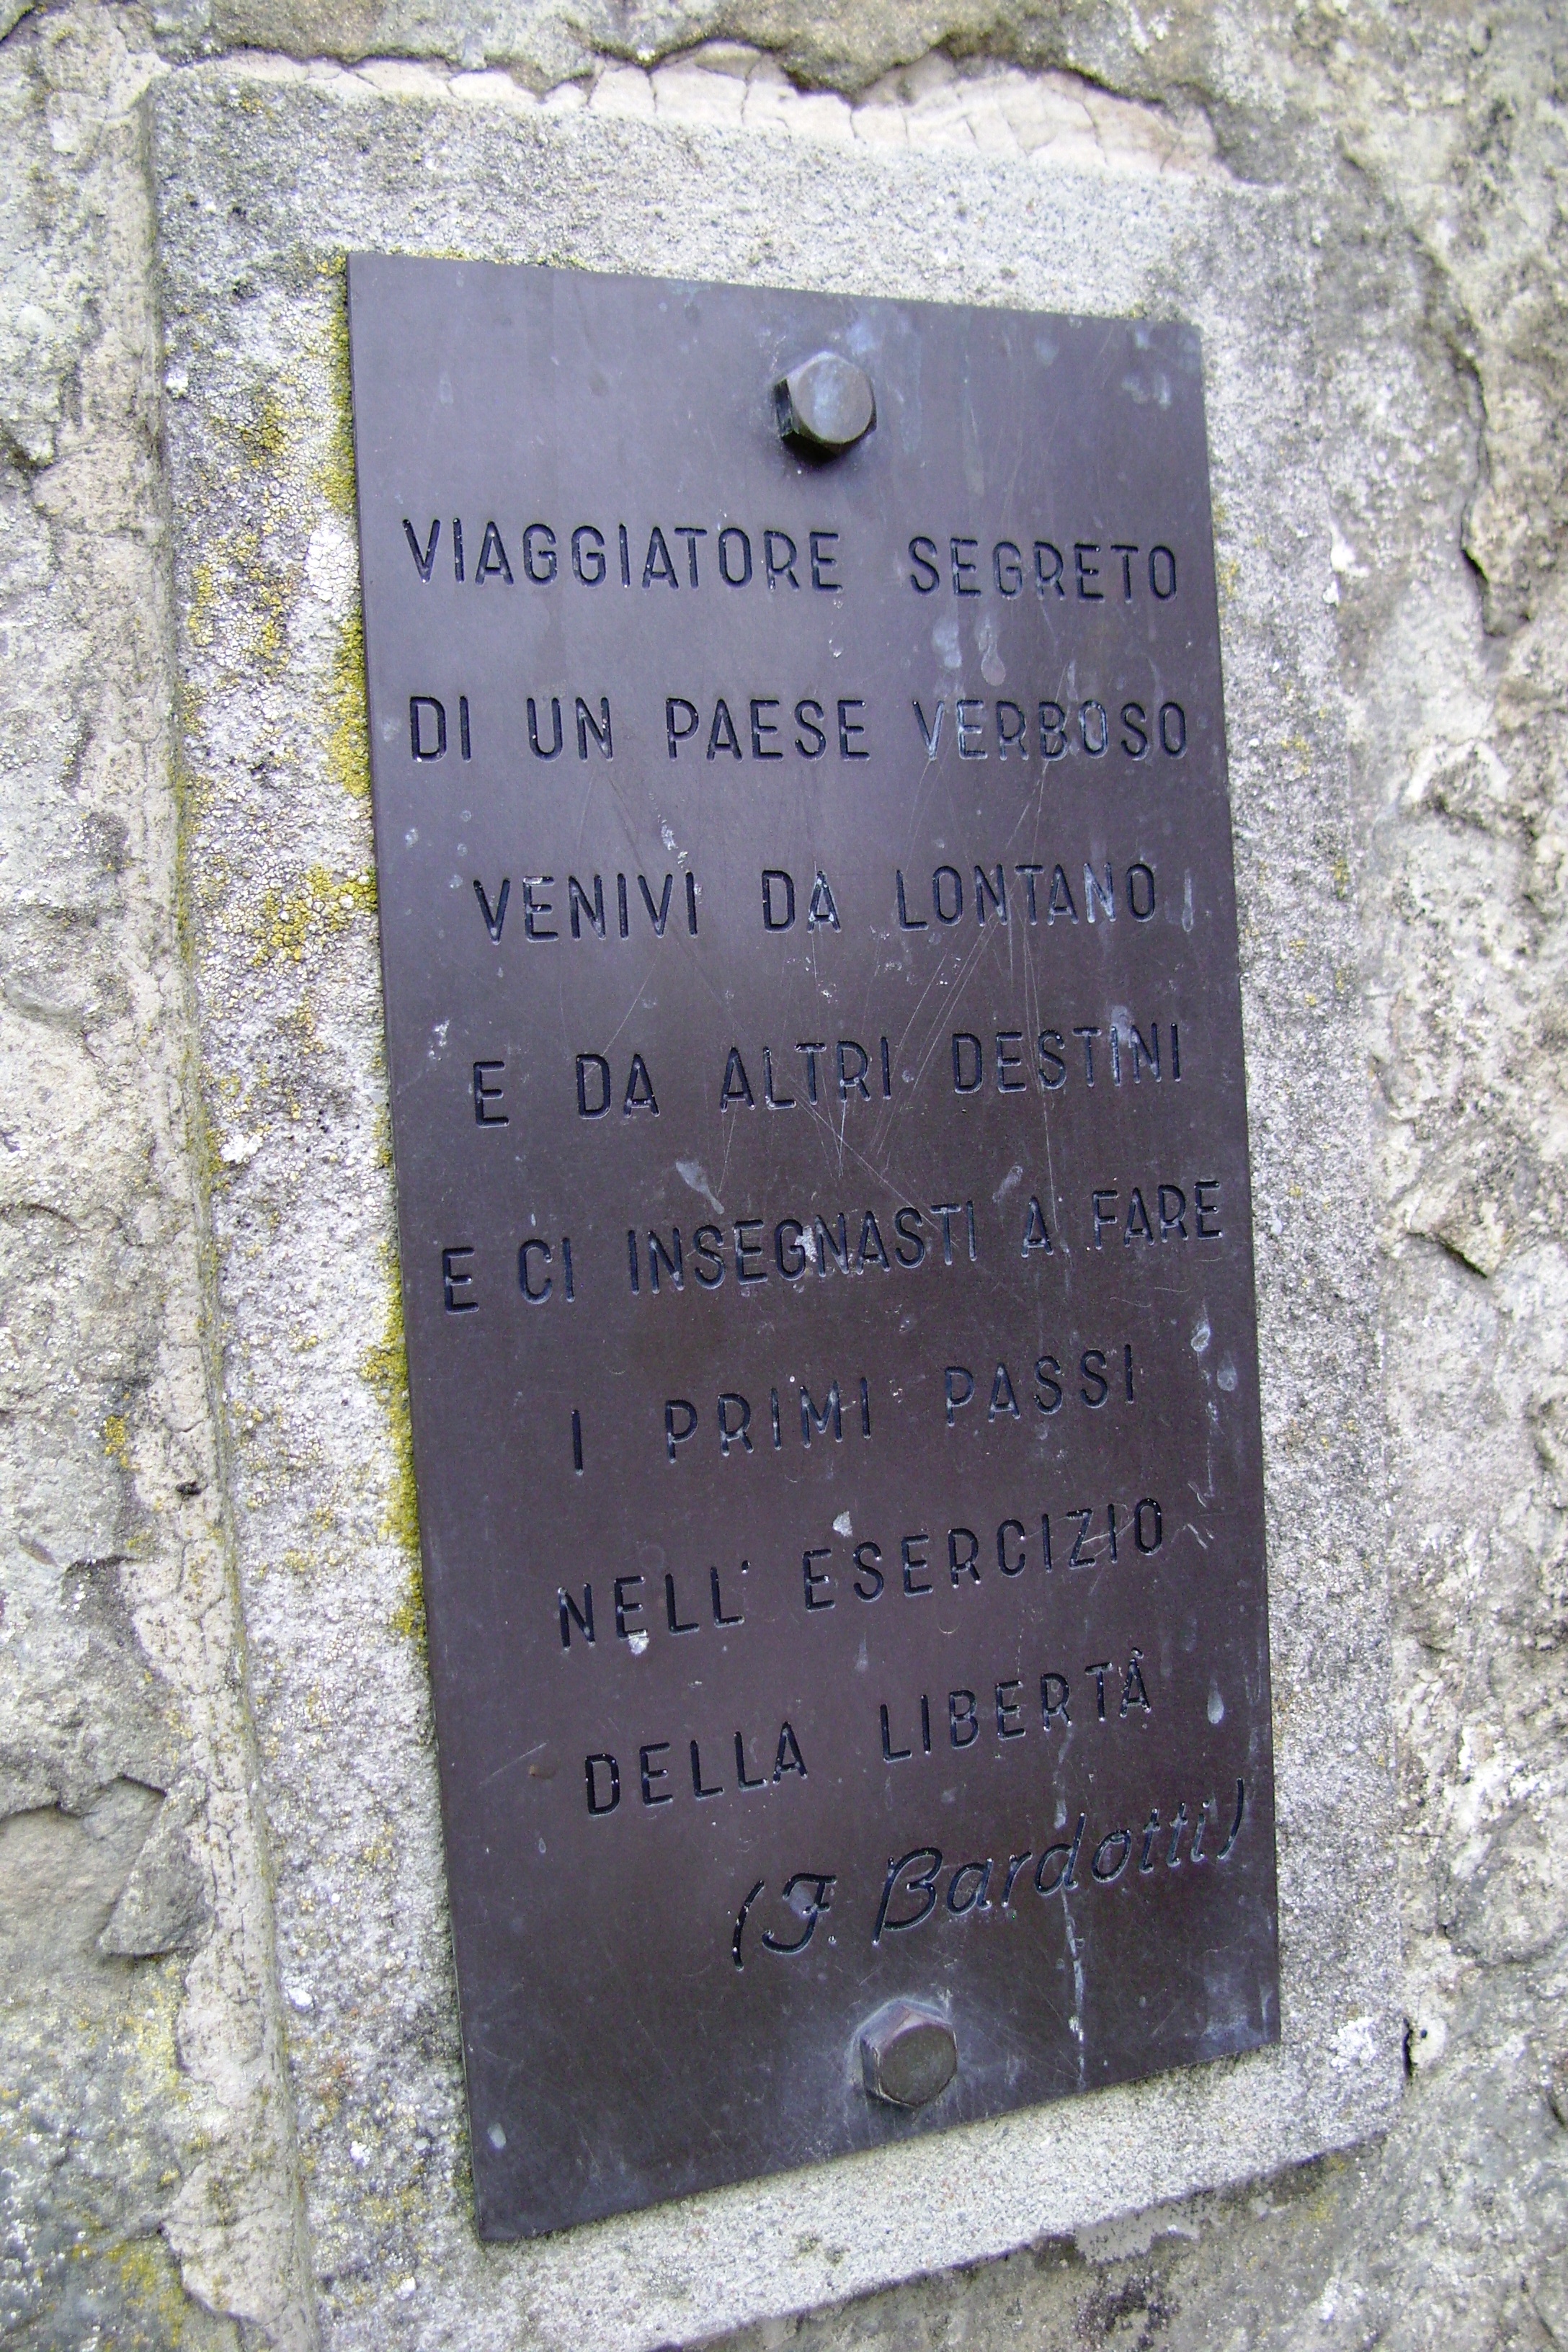 VIAGGIATORE SEGRETO
DI UN PAESE VERBOSO
VENIVI DA LONTANO
E DA ALTRI DESTINI
E CI INSEGNASTI A FARE
I PRIMI PASSI
NELL' ESERCIZIO
DELLA LIBERTÀ
(F. Bardotti)